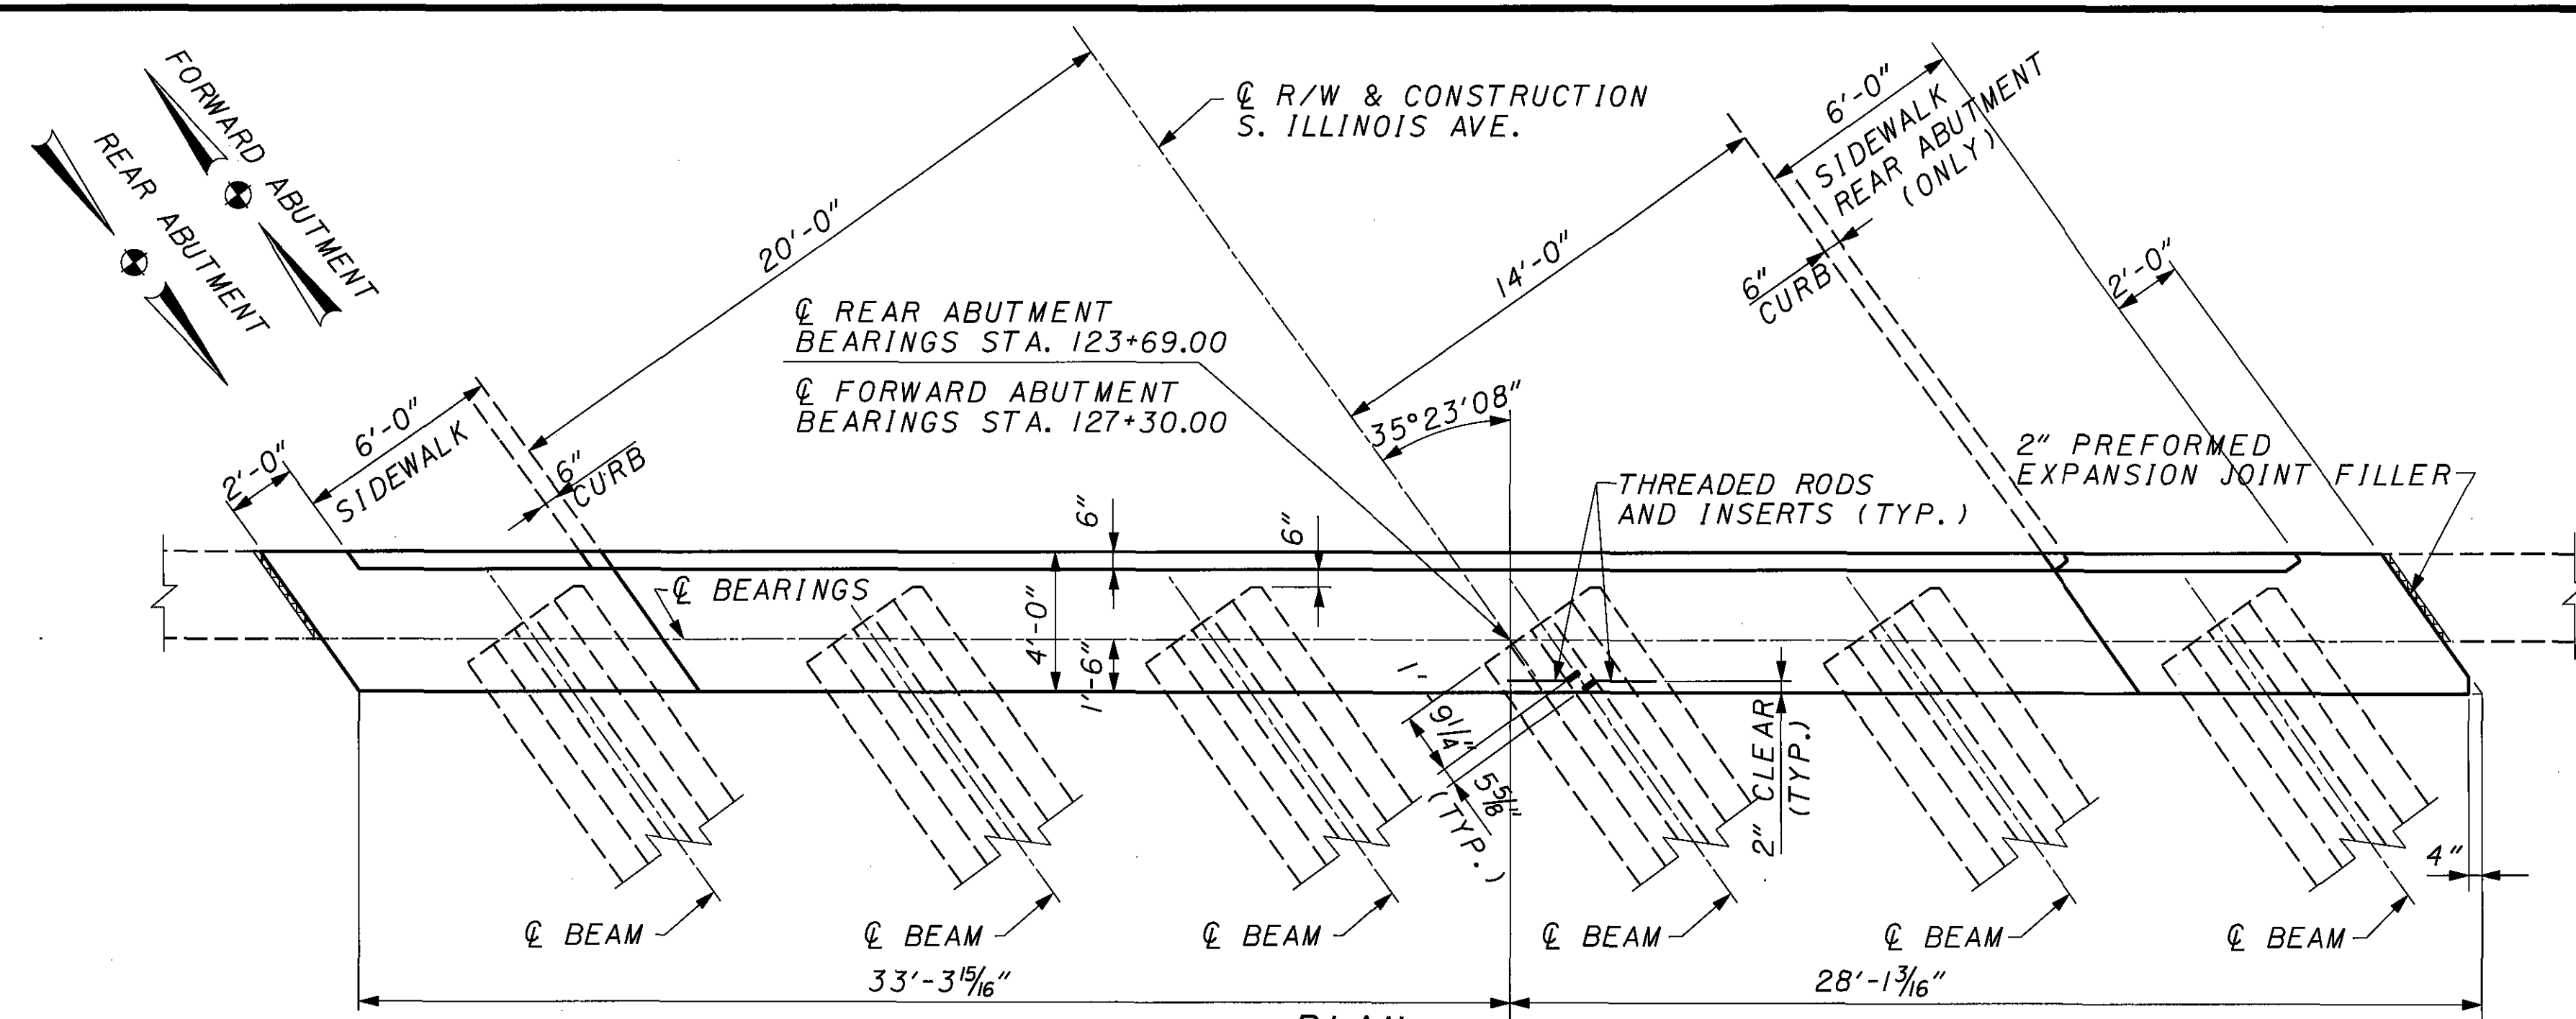 FORWARD ABUTMENT
REAR ABUTMENT
20'-0"
℄ R/W & CONSTRUCTION
S. ILLINOIS AVE.
6'-0"
SIDEWALK
REAR ABUTMENT
(ONLY)
14'-0"
6"
CURB
2'-0"
℄ REAR ABUTMENT
BEARINGS STA. 123+69.00
℄ FORWARD ABUTMENT
BEARINGS STA. 127+30.00
35°23'08"
2'-0"
6'-0"
SIDEWALK
6"
CURB
2" PREFORMED
EXPANSION JOINT FILLER
THREADED RODS
AND INSERTS (TYP.)
6"
6"
℄ BEARINGS
4'-0"
1'-6"
1'-
9 1/4"
5 5/8"
(TYP.)
2" CLEAR
(TYP.)
4"
℄ BEAM
℄ BEAM
℄ BEAM
℄ BEAM
℄ BEAM
℄ BEAM
33'-3 15/16"
28'-1 3/16"